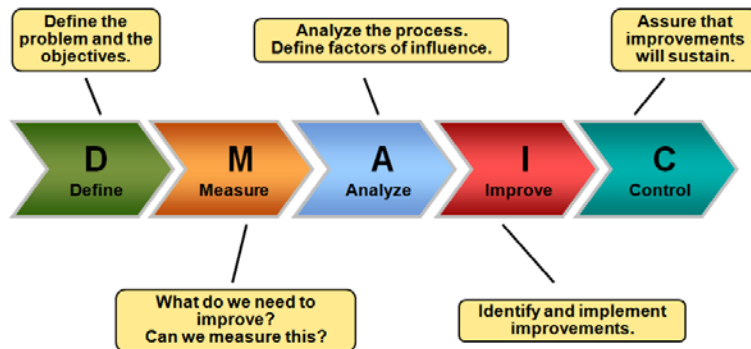 Define the
problem and the
objectives.
Analyze the process.
Define factors of influence.
Assure that
improvements
will sustain.
D
Define
M
Measure
A
Analyze
I
Improve
C
Control
What do we need to
improve?
Can we measure this?
Identify and implement
improvements.